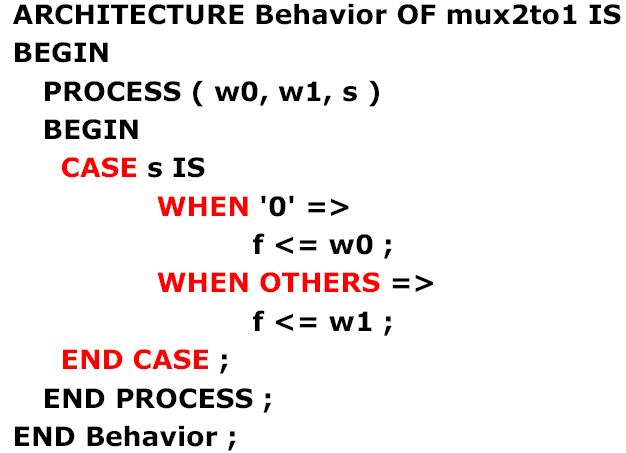 ARCHITECTURE Behavior OF mux2to1 IS
BEGIN
PROCESS ( w0, w1, s )
BEGIN
CASE s IS
WHEN '0' =>
f <= w0 ;
WHEN OTHERS =>
f <= w1 ;
END CASE ;
END PROCESS ;
END Behavior ;